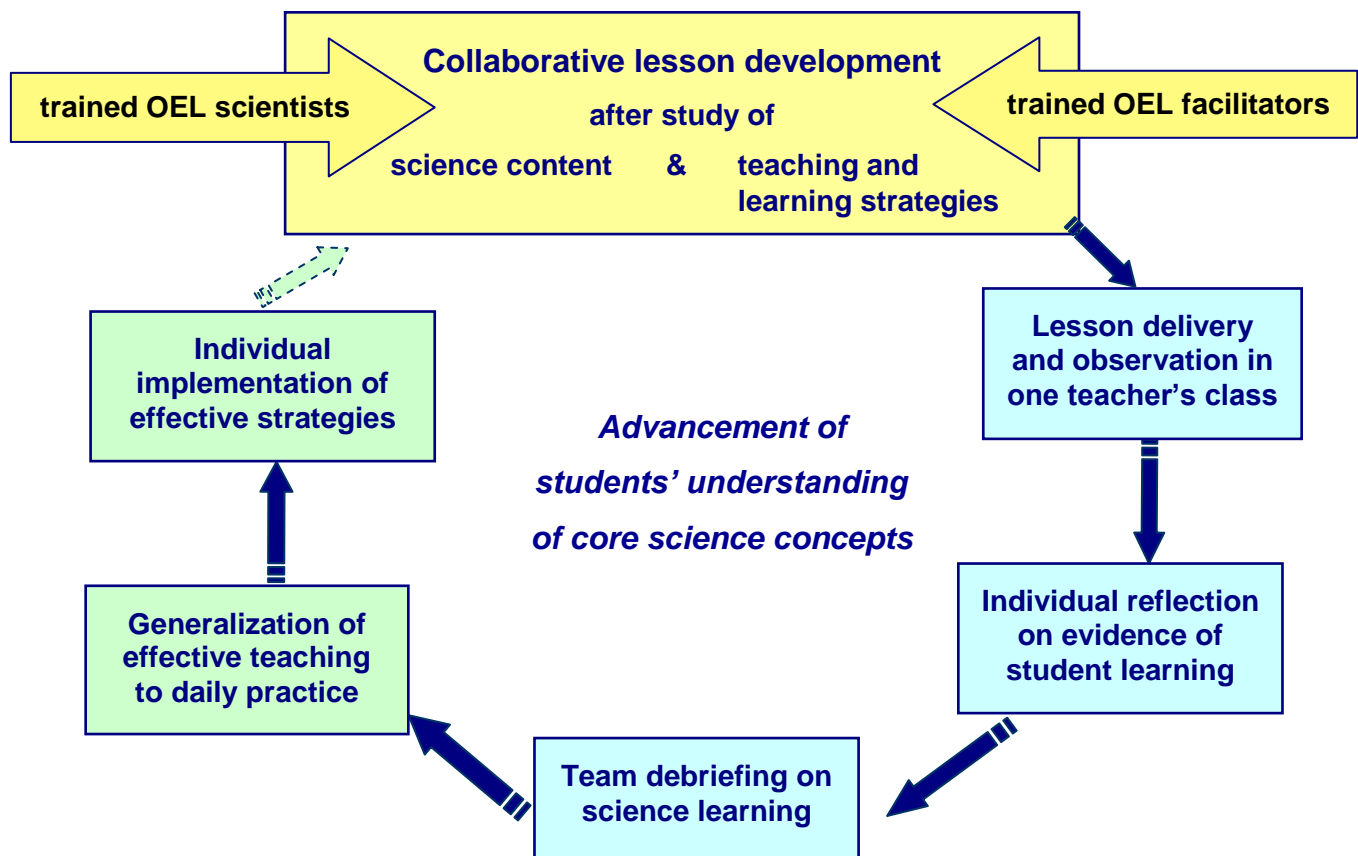 Collaborative lesson development
trained OEL scientists
after study of
trained OEL facilitators
science content & teaching and
learning strategies
Lesson delivery
and observation in
one teacher’s class
Individual
implementation of
effective strategies
Advancement of
students’ understanding
of core science concepts
Individual reflection
on evidence of
student learning
Generalization of
effective teaching
to daily practice
Team debriefing on
science learning